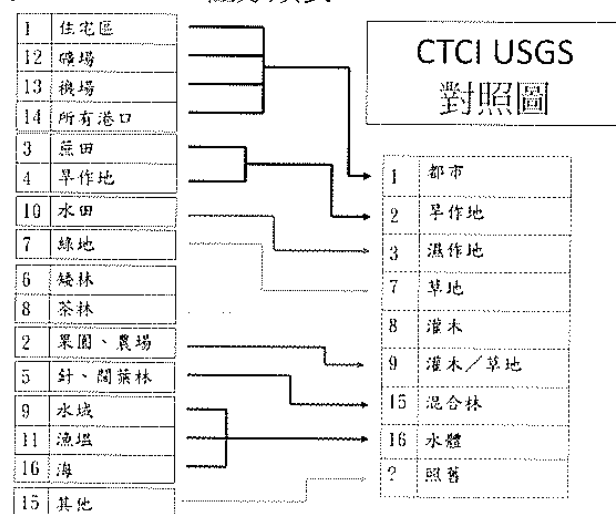 CTCI USGS
對照圖
1 住宅區
12 礦場
13 機場
14 所有港口
3 蔗田
4 旱作地
10 水田
7 綠地
6 矮林
8 茶林
2 果園、農場
5 針、闊葉林
9 水域
11 漁塭
16 海
15 其他
1 都市
2 旱作地
3 濕作地
7 草地
8 灌木
9 灌木／草地
15 混合林
16 水體
? 照舊